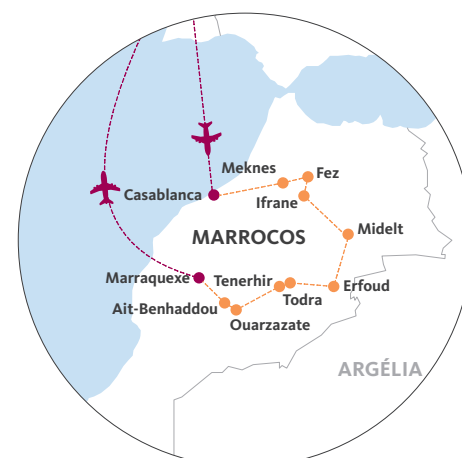 Meknes
Fez
Casablanca
Ifrane
MARROCOS
Midelt
Marraquexe
Tenerhir
Erfoud
Todra
Ait-Benhaddou
Ouarzazate
ARGÉLIA